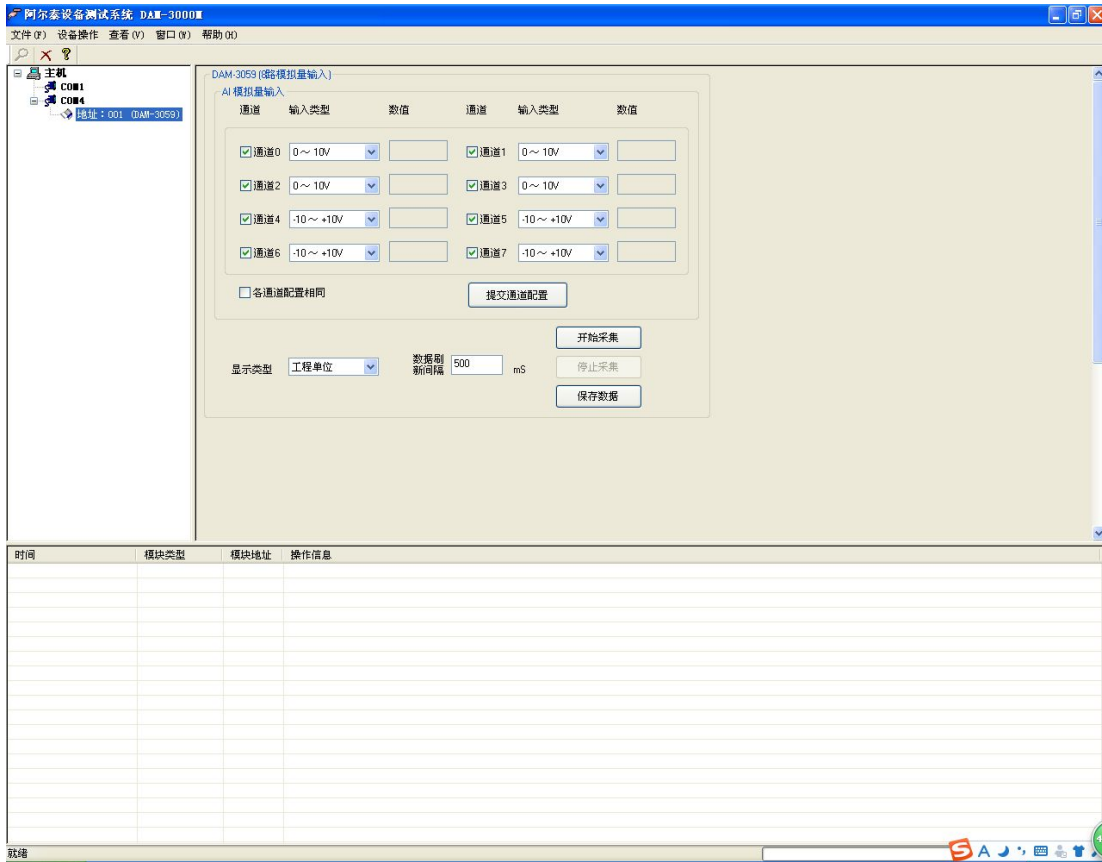 阿尔泰设备测试系统 DAM-3000M
文件(F) 设备操作 查看(V) 窗口(W) 帮助(H)
主机
COM1
COM4
地址：001 (DAM-3059)
DAM-3059 (8路模拟量输入)
AI 模拟量输入
通道 输入类型 数值 通道 输入类型 数值
通道0 0～ 10V 通道1 0～ 10V
通道2 0～ 10V 通道3 0～ 10V
通道4 -10～ +10V 通道5 -10～ +10V
通道6 -10～ +10V 通道7 -10～ +10V
各通道配置相同 提交通道配置
开始采集
显示类型 工程单位 数据刷新间隔 500 mS 停止采集
保存数据
时间 模块类型 模块地址 操作信息
就绪